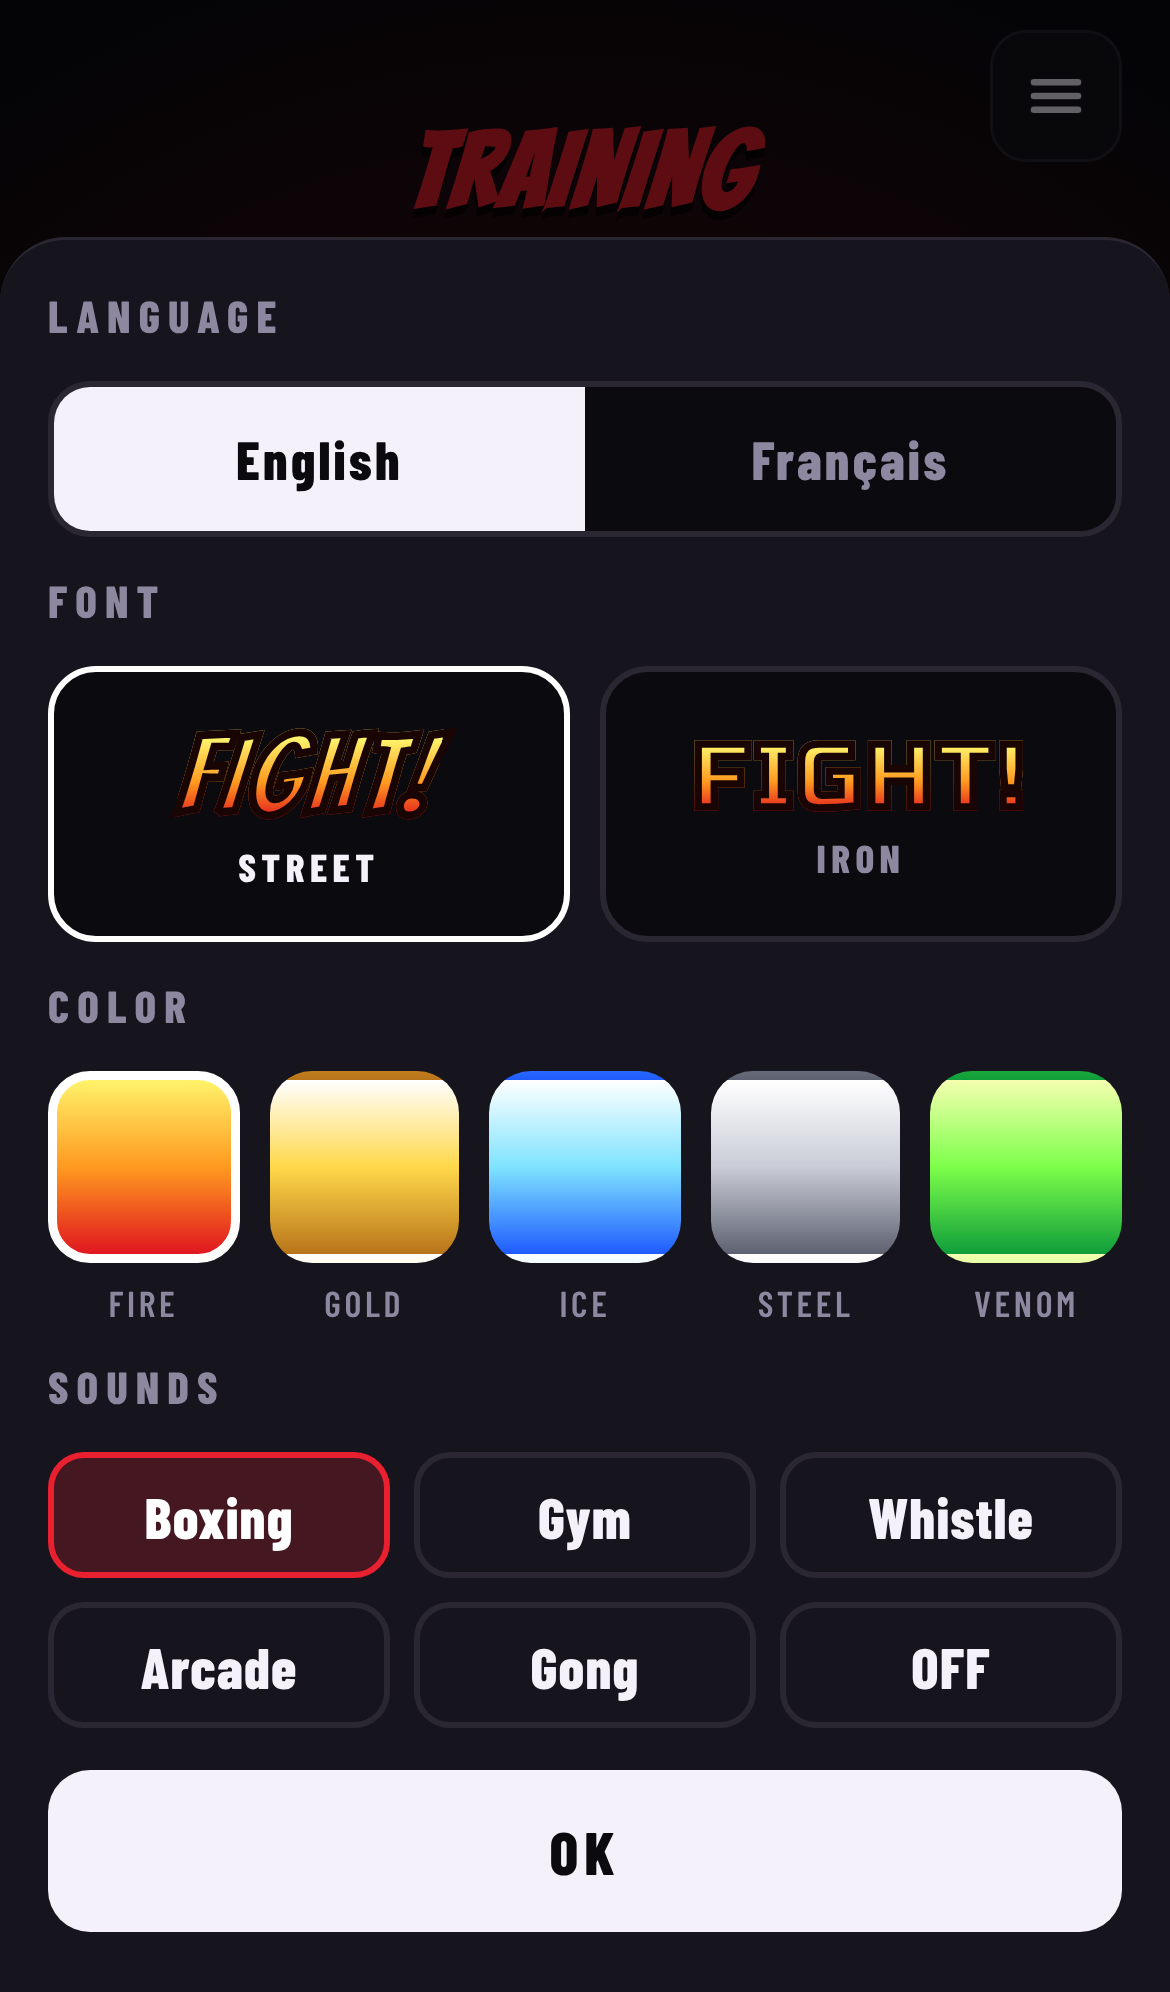 TRAINING
LANGUAGE
English Français
FONT
FIGHT! FIGHT!
STREET IRON
COLOR
FIRE GOLD ICE STEEL VENOM
SOUNDS
Boxing Gym Whistle
Arcade Gong OFF
OK